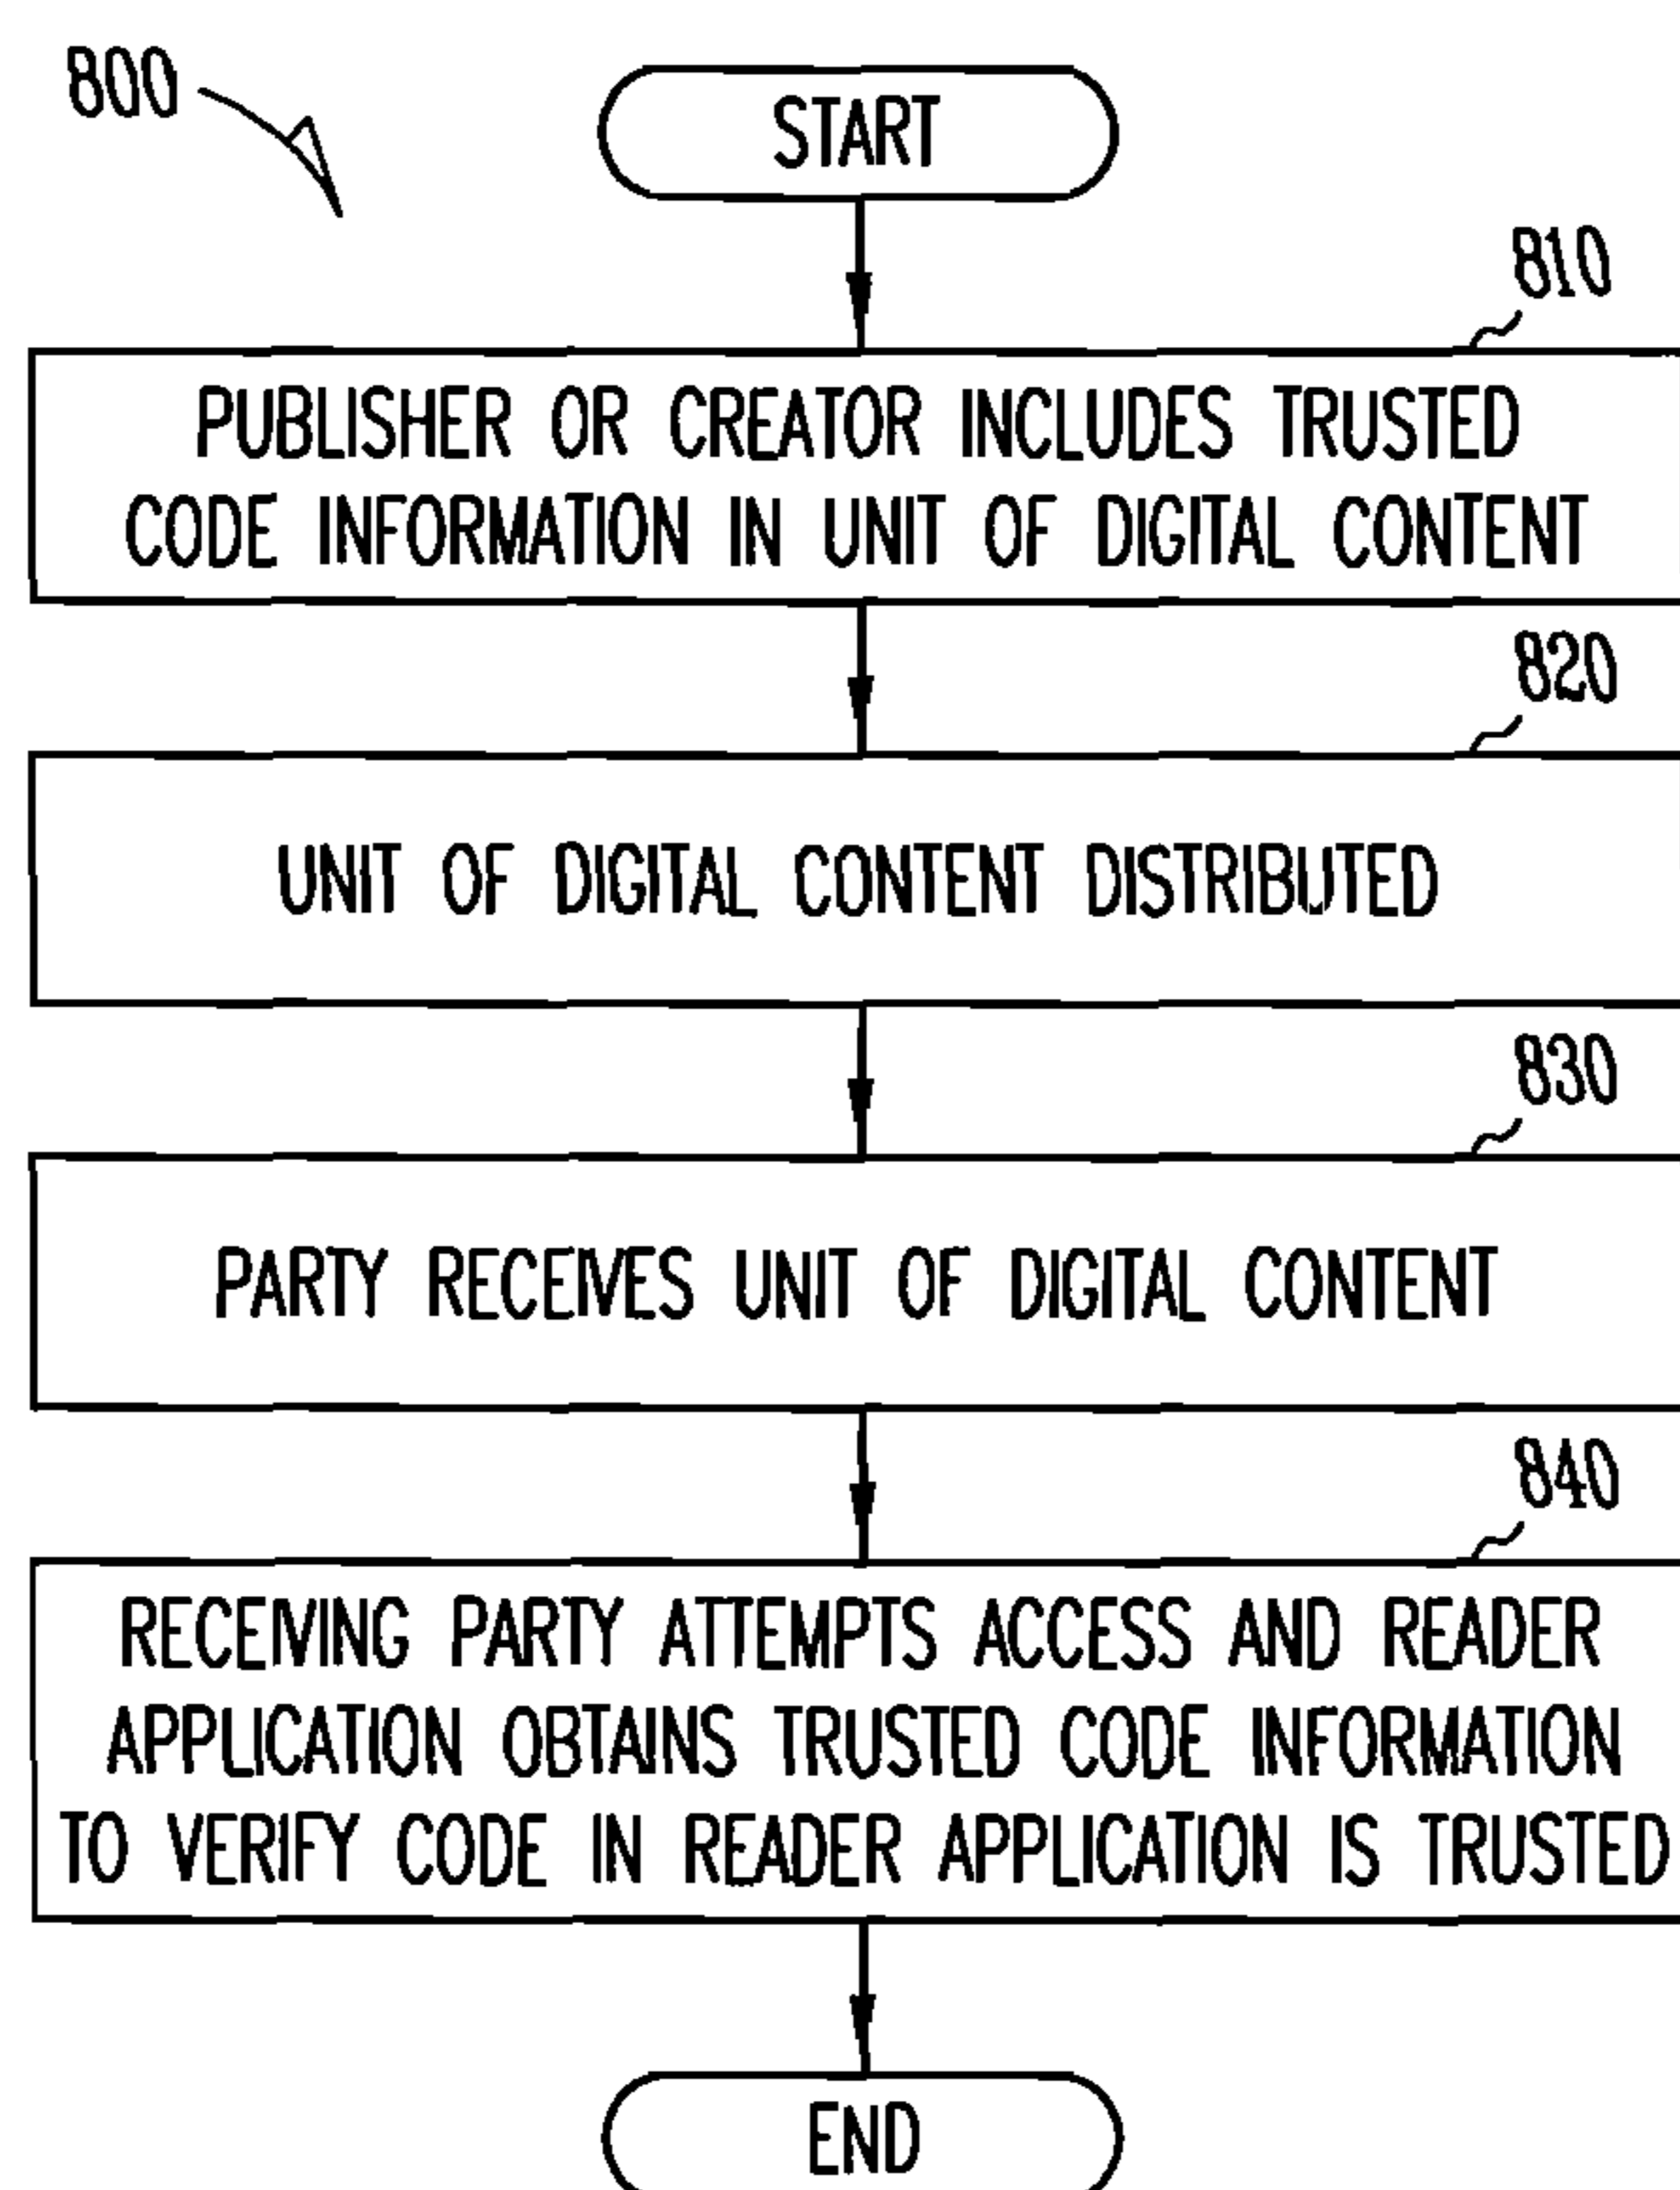 800
START
810
PUBLISHER OR CREATOR INCLUDES TRUSTED
CODE INFORMATION IN UNIT OF DIGITAL CONTENT
820
UNIT OF DIGITAL CONTENT DISTRIBUTED
830
PARTY RECEIVES UNIT OF DIGITAL CONTENT
840
RECEIVING PARTY ATTEMPTS ACCESS AND READER
APPLICATION OBTAINS TRUSTED CODE INFORMATION
TO VERIFY CODE IN READER APPLICATION IS TRUSTED
END